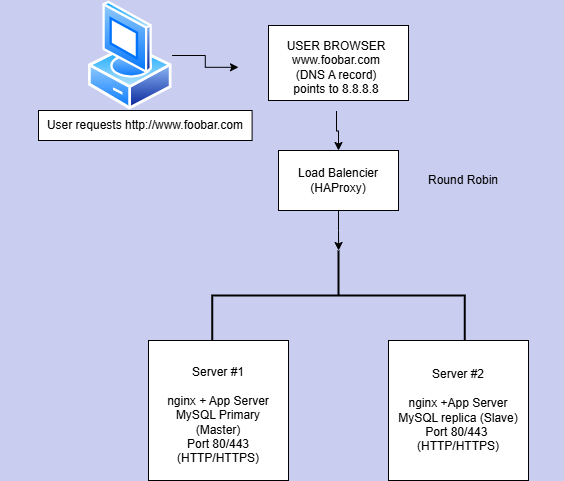 USER BROWSER
www.foobar.com
(DNS A record)
points to 8.8.8.8
User requests http://www.foobar.com
Load Balencier
(HAProxy)
Round Robin
Server #1
nginx + App Server
MySQL Primary
(Master)
Port 80/443
(HTTP/HTTPS)
Server #2
nginx +App Server
MySQL replica (Slave)
Port 80/443
(HTTP/HTTPS)